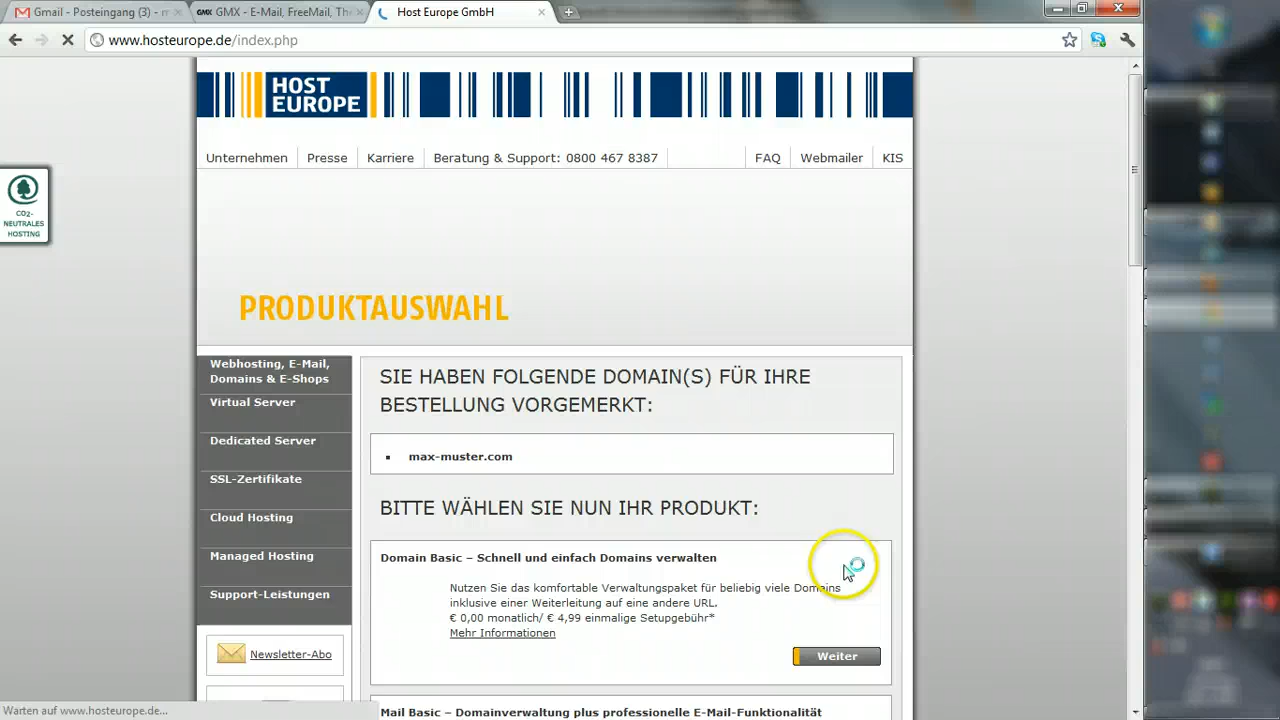 Gmail - Posteingang (3) - m
GMX - E-Mail, FreeMail, The
Host Europe GmbH
www.hosteurope.de/index.php
HOST
EUROPE
Unternehmen
Presse
Karriere
Beratung & Support: 0800 467 8387
FAQ
Webmailer
KIS
CO2-
NEUTRALES
HOSTING
PRODUKTAUSWAHL
Webhosting, E-Mail,
Domains & E-Shops
Virtual Server
Dedicated Server
SSL-Zertifikate
Cloud Hosting
Managed Hosting
Support-Leistungen
Newsletter-Abo
SIE HABEN FOLGENDE DOMAIN(S) FÜR IHRE
BESTELLUNG VORGEMERKT:
max-muster.com
BITTE WÄHLEN SIE NUN IHR PRODUKT:
Domain Basic – Schnell und einfach Domains verwalten
Nutzen Sie das komfortable Verwaltungspaket für beliebig viele Domains
inklusive einer Weiterleitung auf eine andere URL.
€ 0,00 monatlich/ € 4,99 einmalige Setupgebühr*
Mehr Informationen
Weiter
Mail Basic – Domainverwaltung plus professionelle E-Mail-Funktionalität
Warten auf www.hosteurope.de...